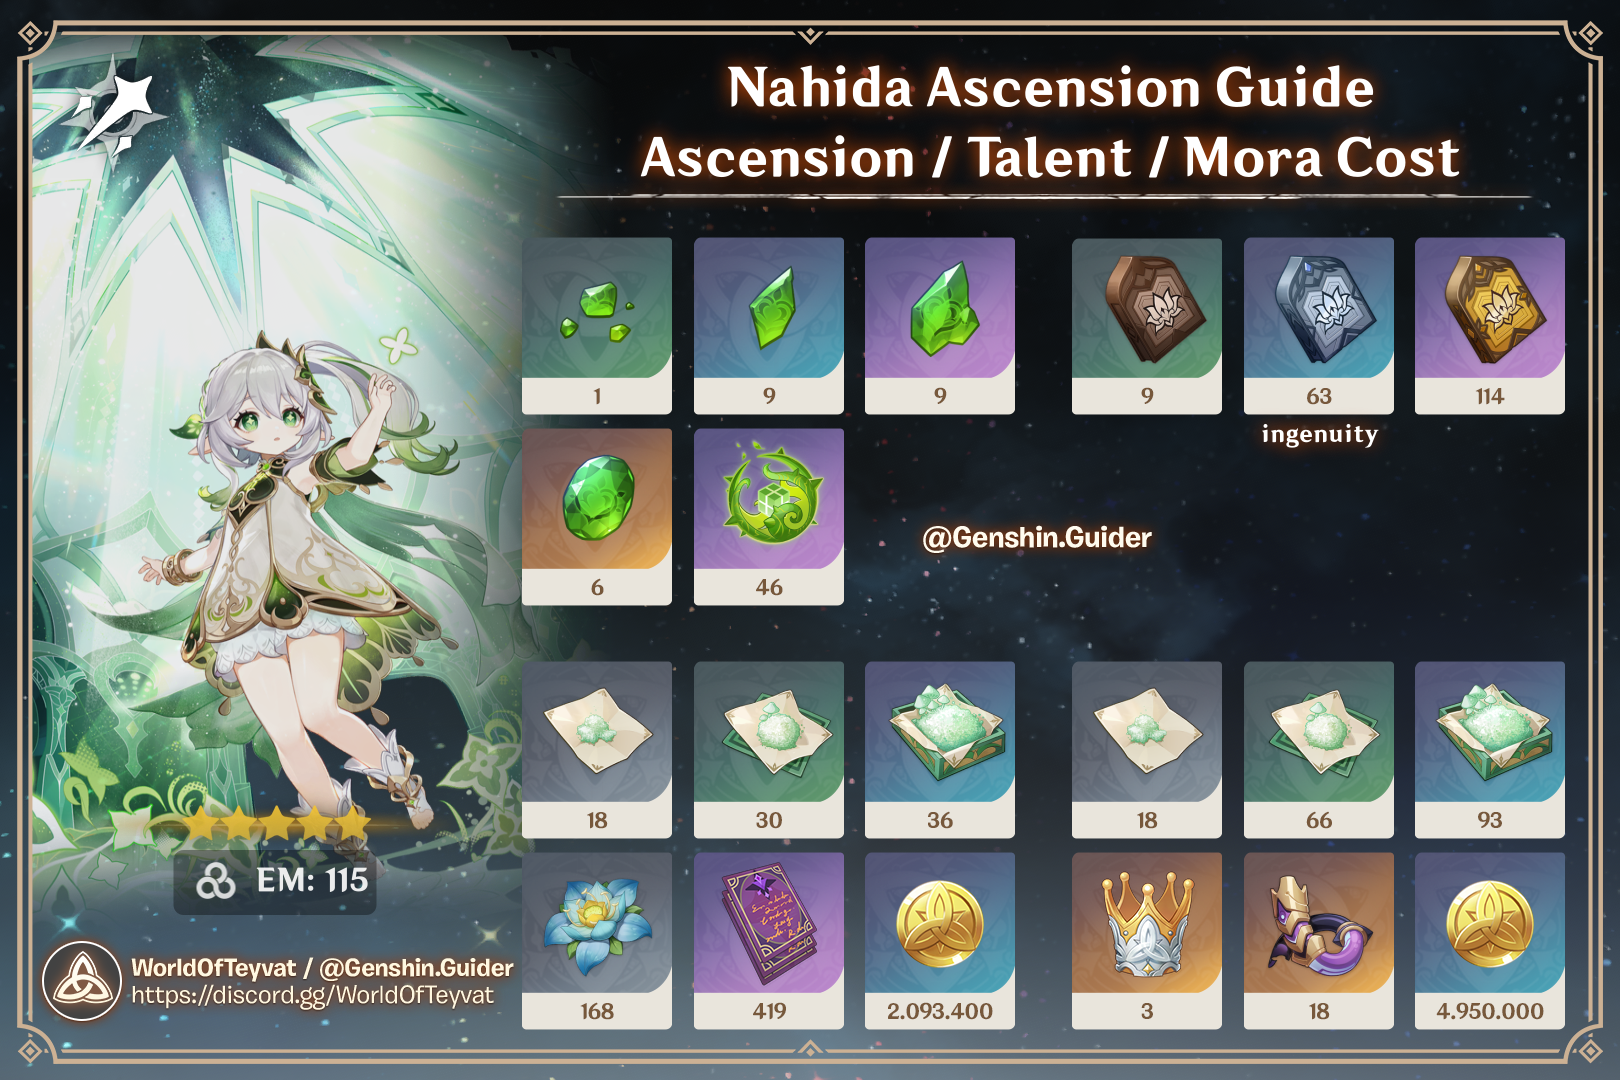 Nahida Ascension Guide
Ascension / Talent / Mora Cost
1
9
9
9
63
114
ingenuity
6
46
@Genshin.Guider
18
30
36
18
66
93
168
419
2.093.400
3
18
4.950.000
EM: 115
WorldOfTeyvat / @Genshin.Guider
https://discord.gg/WorldOfTeyvat